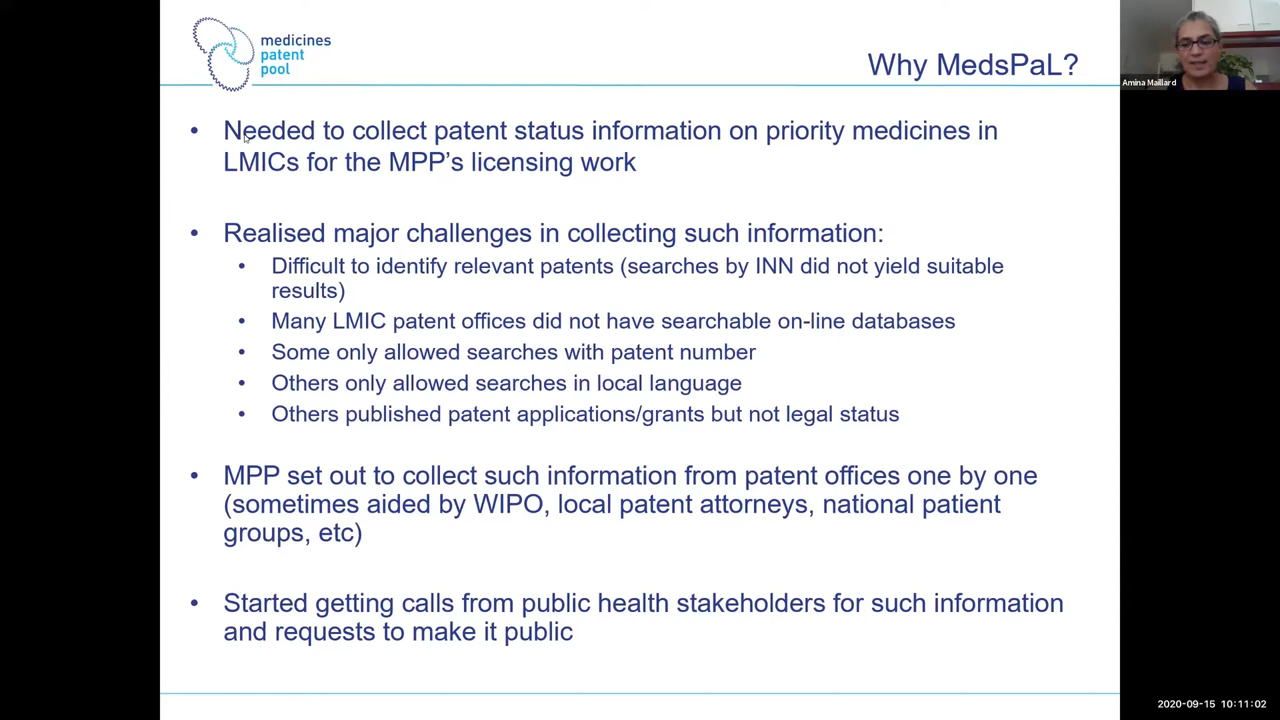 medicines
patent
pool
Why MedsPaL?
Amina Maillard
• Needed to collect patent status information on priority medicines in
LMICs for the MPP’s licensing work
• Realised major challenges in collecting such information:
• Difficult to identify relevant patents (searches by INN did not yield suitable
results)
• Many LMIC patent offices did not have searchable on-line databases
• Some only allowed searches with patent number
• Others only allowed searches in local language
• Others published patent applications/grants but not legal status
• MPP set out to collect such information from patent offices one by one
(sometimes aided by WIPO, local patent attorneys, national patient
groups, etc)
• Started getting calls from public health stakeholders for such information
and requests to make it public
2020-09-15 10:11:02